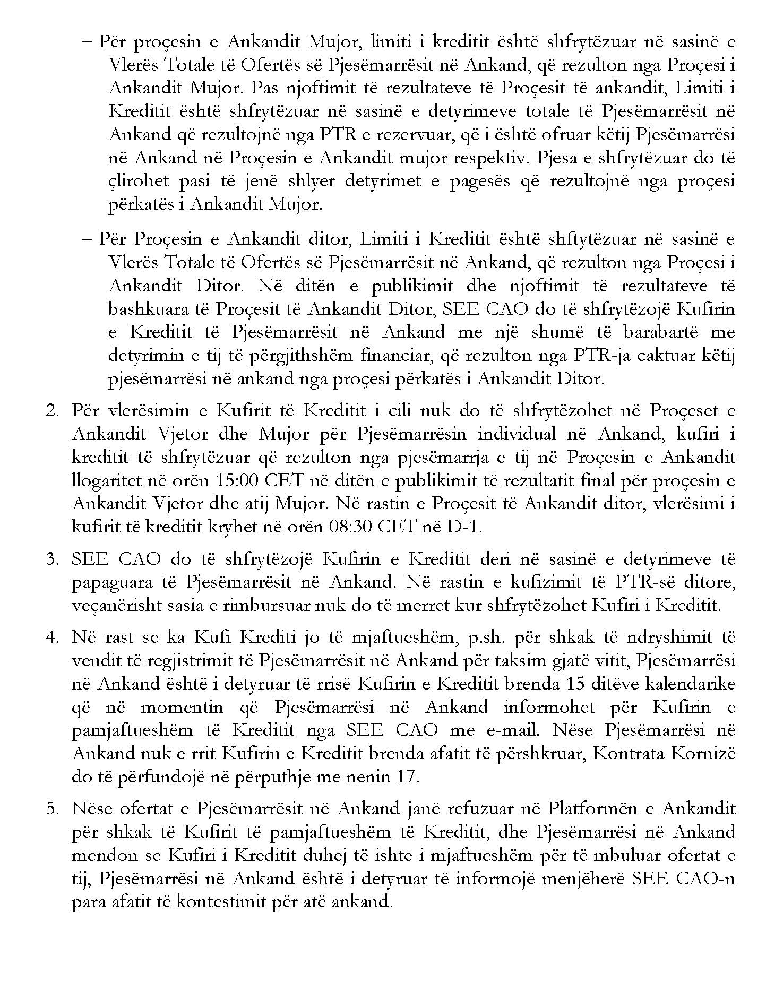 – Për proçesin e Ankandit Mujor, limiti i kreditit është shfrytëzuar në sasinë e
Vlerës Totale të Ofertës së Pjesëmarrësit në Ankand, që rezulton nga Proçesi i
Ankandit Mujor. Pas njoftimit të rezultateve të Proçesit të ankandit, Limiti i
Kreditit është shfrytëzuar në sasinë e detyrimeve totale të Pjesëmarrësit në
Ankand që rezultojnë nga PTR e rezervuar, që i është ofruar këtij Pjesëmarrësi
në Ankand në Proçesin e Ankandit mujor respektiv. Pjesa e shfrytëzuar do të
çlirohet pasi të jenë shlyer detyrimet e pagesës që rezultojnë nga proçesi
përkatës i Ankandit Mujor.
– Për Proçesin e Ankandit ditor, Limiti i Kreditit është shftytëzuar në sasinë e
Vlerës Totale të Ofertës së Pjesëmarrësit në Ankand, që rezulton nga Proçesi i
Ankandit Ditor. Në ditën e publikimit dhe njoftimit të rezultateve të
bashkuara të Proçesit të Ankandit Ditor, SEE CAO do të shfrytëzojë Kufirin
e Kreditit të Pjesëmarrësit në Ankand me një shumë të barabartë me
detyrimin e tij të përgjithshëm financiar, që rezulton nga PTR-ja caktuar këtij
pjesëmarrësi në ankand nga proçesi përkatës i Ankandit Ditor.
2. Për vlerësimin e Kufirit të Kreditit i cili nuk do të shfrytëzohet në Proçeset e
Ankandit Vjetor dhe Mujor për Pjesëmarrësin individual në Ankand, kufiri i
kreditit të shfrytëzuar që rezulton nga pjesëmarrja e tij në Proçesin e Ankandit
llogaritet në orën 15:00 CET në ditën e publikimit të rezultatit final për proçesin e
Ankandit Vjetor dhe atij Mujor. Në rastin e Proçesit të Ankandit ditor, vlerësimi i
kufirit të kreditit kryhet në orën 08:30 CET në D-1.
3. SEE CAO do të shfrytëzojë Kufirin e Kreditit deri në sasinë e detyrimeve të
papaguara të Pjesëmarrësit në Ankand. Në rastin e kufizimit të PTR-së ditore,
veçanërisht sasia e rimbursuar nuk do të merret kur shfrytëzohet Kufiri i Kreditit.
4. Në rast se ka Kufi Krediti jo të mjaftueshëm, p.sh. për shkak të ndryshimit të
vendit të regjistrimit të Pjesëmarrësit në Ankand për taksim gjatë vitit, Pjesëmarrësi
në Ankand është i detyruar të rrisë Kufirin e Kreditit brenda 15 ditëve kalendarike
që në momentin që Pjesëmarrësi në Ankand informohet për Kufirin e
pamjaftueshëm të Kreditit nga SEE CAO me e-mail. Nëse Pjesëmarrësi në
Ankand nuk e rrit Kufirin e Kreditit brenda afatit të përshkruar, Kontrata Kornizë
do të përfundojë në përputhje me nenin 17.
5. Nëse ofertat e Pjesëmarrësit në Ankand janë refuzuar në Platformën e Ankandit
për shkak të Kufirit të pamjaftueshëm të Kreditit, dhe Pjesëmarrësi në Ankand
mendon se Kufiri i Kreditit duhej të ishte i mjaftueshëm për të mbuluar ofertat e
tij, Pjesëmarrësi në Ankand është i detyruar të informojë menjëherë SEE CAO-n
para afatit të kontestimit për atë ankand.